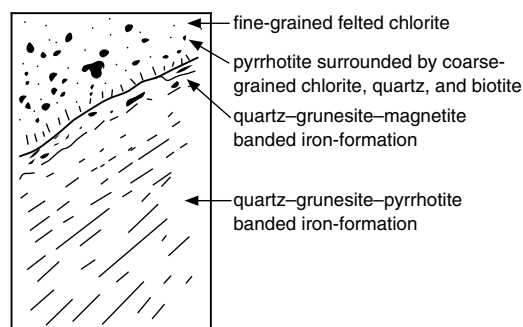 fine-grained felted chlorite
pyrrhotite surrounded by coarse-
grained chlorite, quartz, and biotite
quartz–grunesite–magnetite
banded iron-formation
quartz–grunesite–pyrrhotite
banded iron-formation